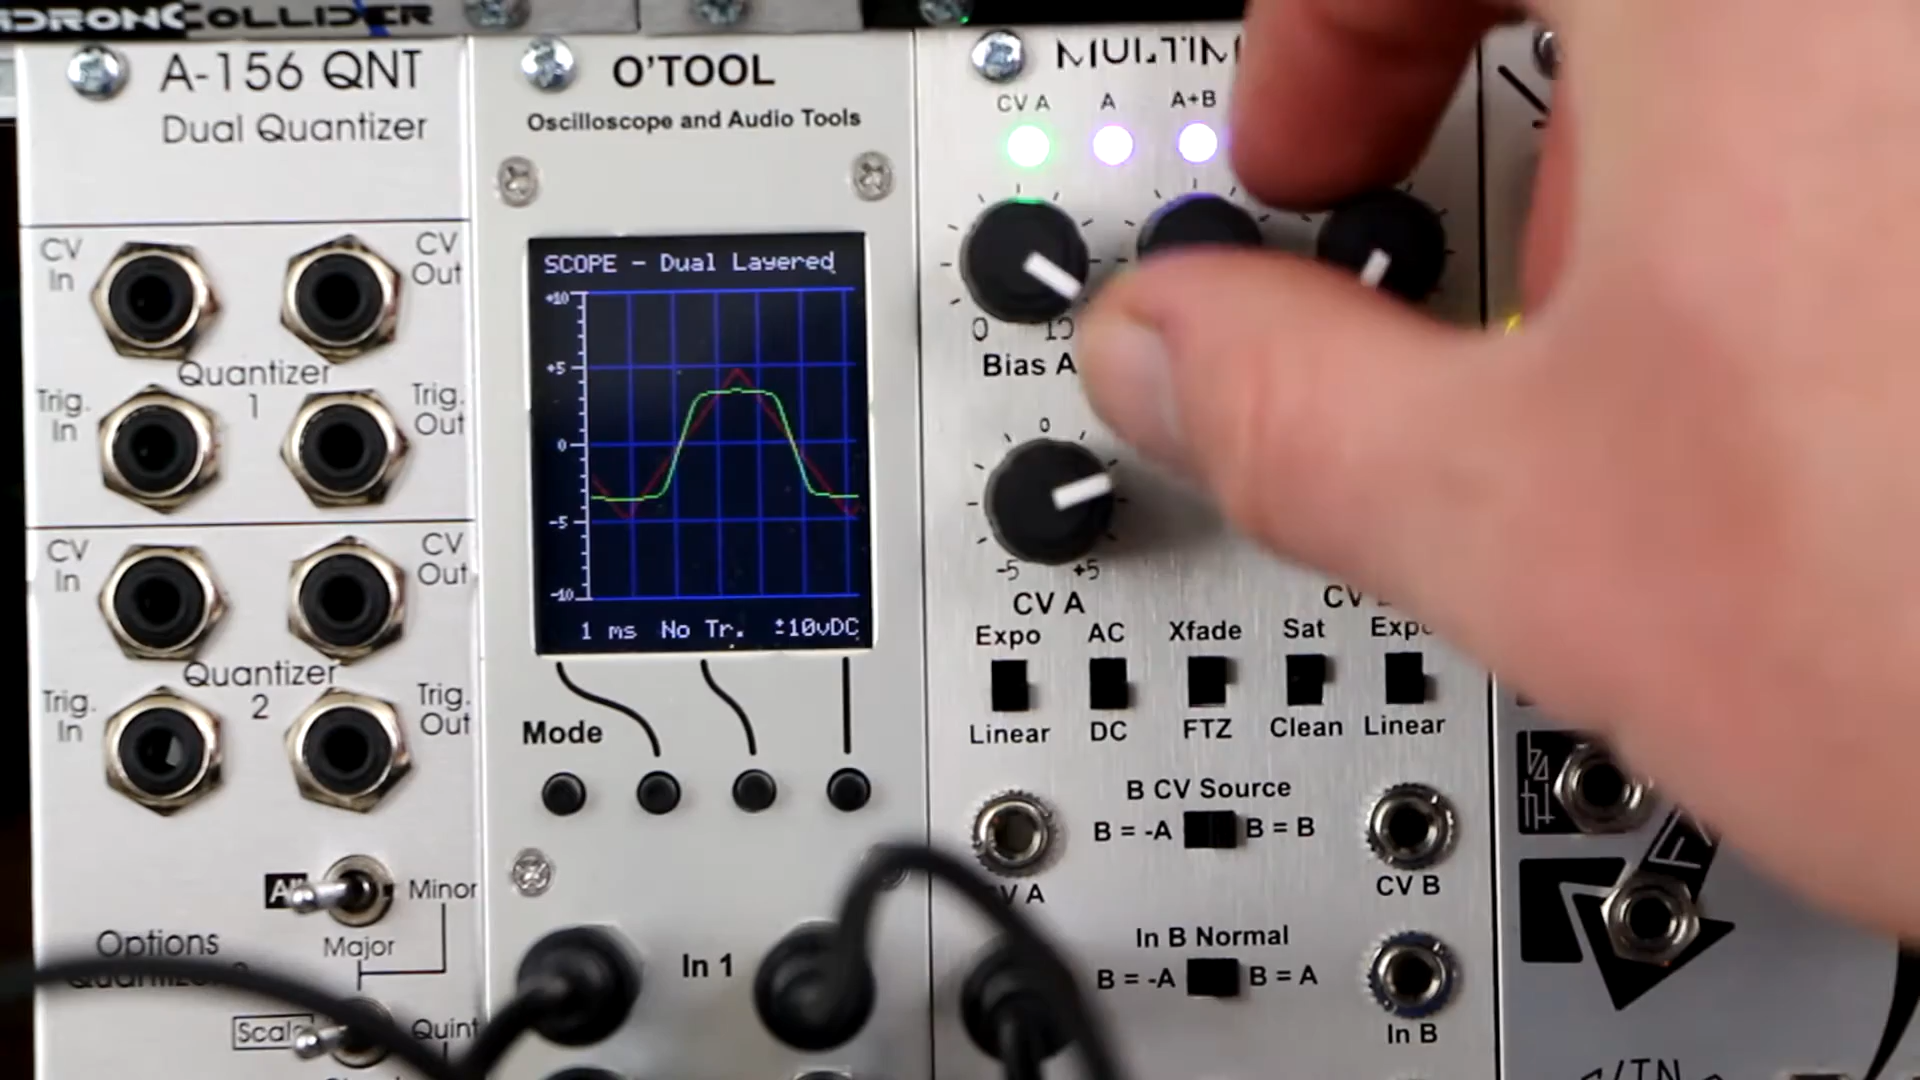 COLLIDER
A-156 QNT
Dual Quantizer
CV
In
CV
Out
Quantizer
1
Trig.
In
Trig.
Out
CV
In
CV
Out
Quantizer
2
Trig.
In
Trig.
Out
Minor
Major
Options
Quint
O'TOOL
Oscilloscope and Audio Tools
SCOPE - Dual Layered
+10
+5
0
-5
-10
1 ms No Tr. ±10vDC
Mode
In 1
CV A
A
A+B
0
Bias A
0
-5 +5
CV A
CV
Expo AC Xfade Sat
Linear DC FTZ Clean Linear
B CV Source
B = -A B = B
CV B
In B Normal
B = -A B = A
In B